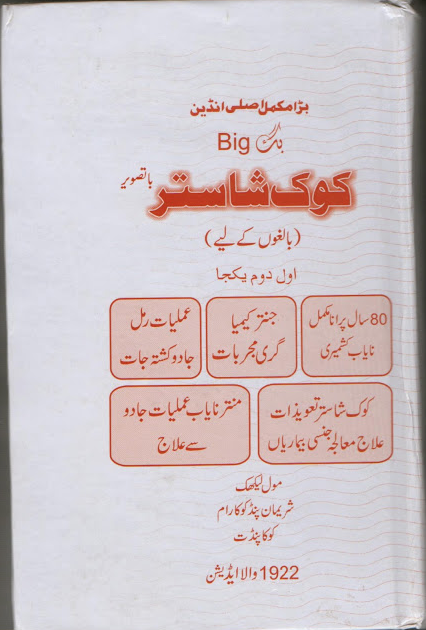 بڑا مکمل اصلی انڈین
بگ Big
کوک شاستر باتصویر
(بالغوں کے لیے)
اول دوم یکجا
80 سال پرانا مکمل
نایاب کشمیری
جنتر کیمیا
گری مجربات
عملیات رمل
جادو کشتہ جات
کوک شاستر تعویذات
علاج معالجہ جنسی بیماریاں
منتر نایاب عملیات جادو
سے علاج
مول لیکھک
شریمان پنڈ کوکا رام
کوکا پنڈت
1922 والا ایڈیشن